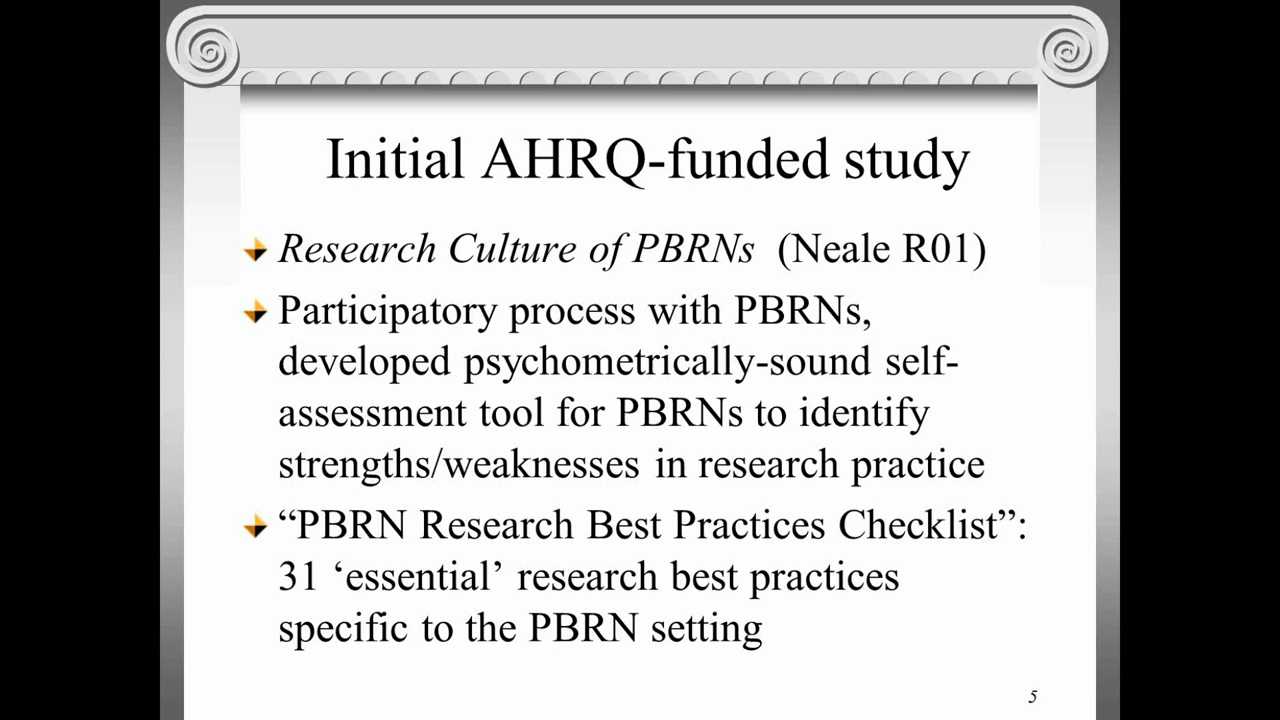 Initial AHRQ-funded study
Research Culture of PBRNs (Neale R01)
Participatory process with PBRNs,
developed psychometrically-sound self-
assessment tool for PBRNs to identify
strengths/weaknesses in research practice
“PBRN Research Best Practices Checklist”:
31 ‘essential’ research best practices
specific to the PBRN setting
5